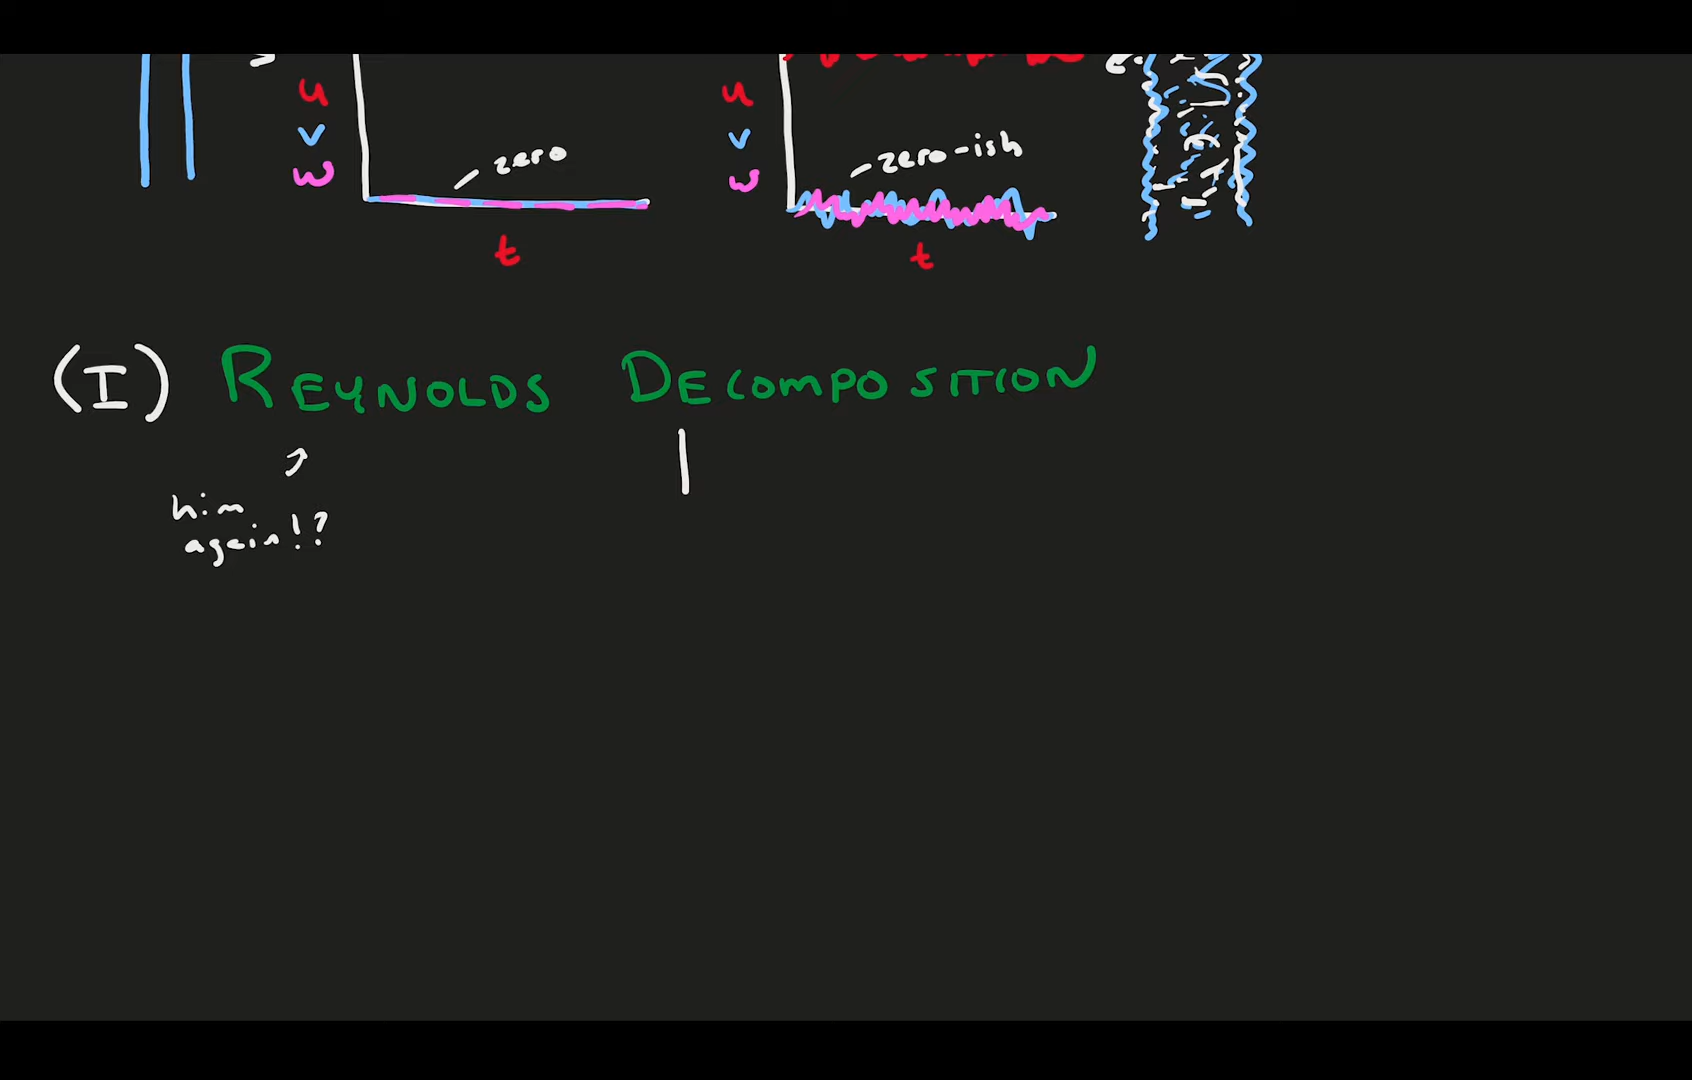 u u
v v
w w
zero zero-ish
t t
(I) REYNOLDS DECOMPOSITION
him
again!?